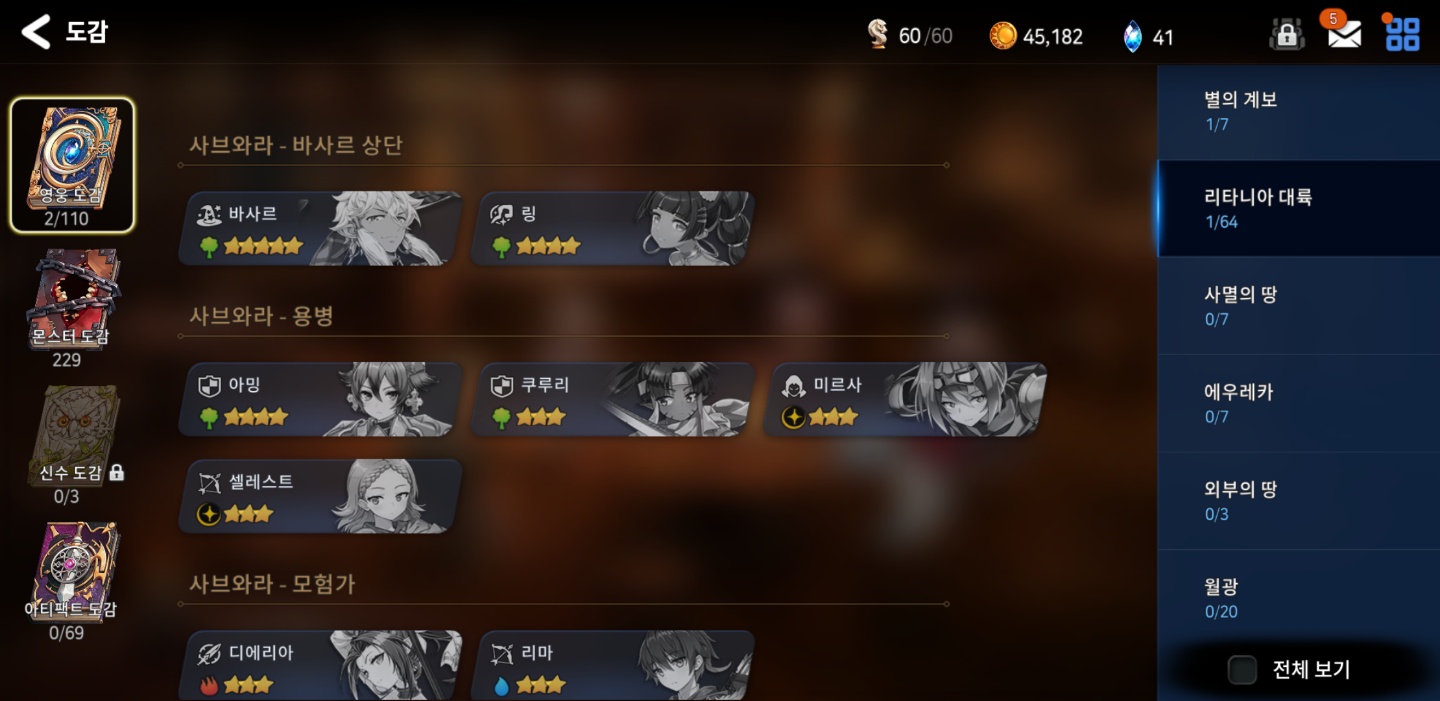 도감
60/60
45,182
41
5
영웅 도감
2/110
몬스터 도감
229
신수 도감
0/3
아티팩트 도감
0/69
사브와라 - 바사르 상단
바사르
링
사브와라 - 용병
아밍
쿠루리
미르사
셀레스트
사브와라 - 모험가
디에리아
리마
별의 계보
1/7
리타니아 대륙
1/64
사멸의 땅
0/7
에우레카
0/7
외부의 땅
0/3
월광
0/20
전체 보기